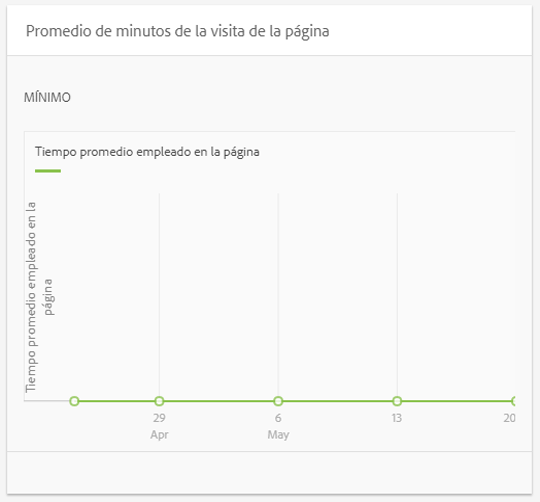 Promedio de minutos de la visita de la página
MÍNIMO
Tiempo promedio empleado en la página
Tiempo promedio empleado en la
página
29 6 13 20
Apr May